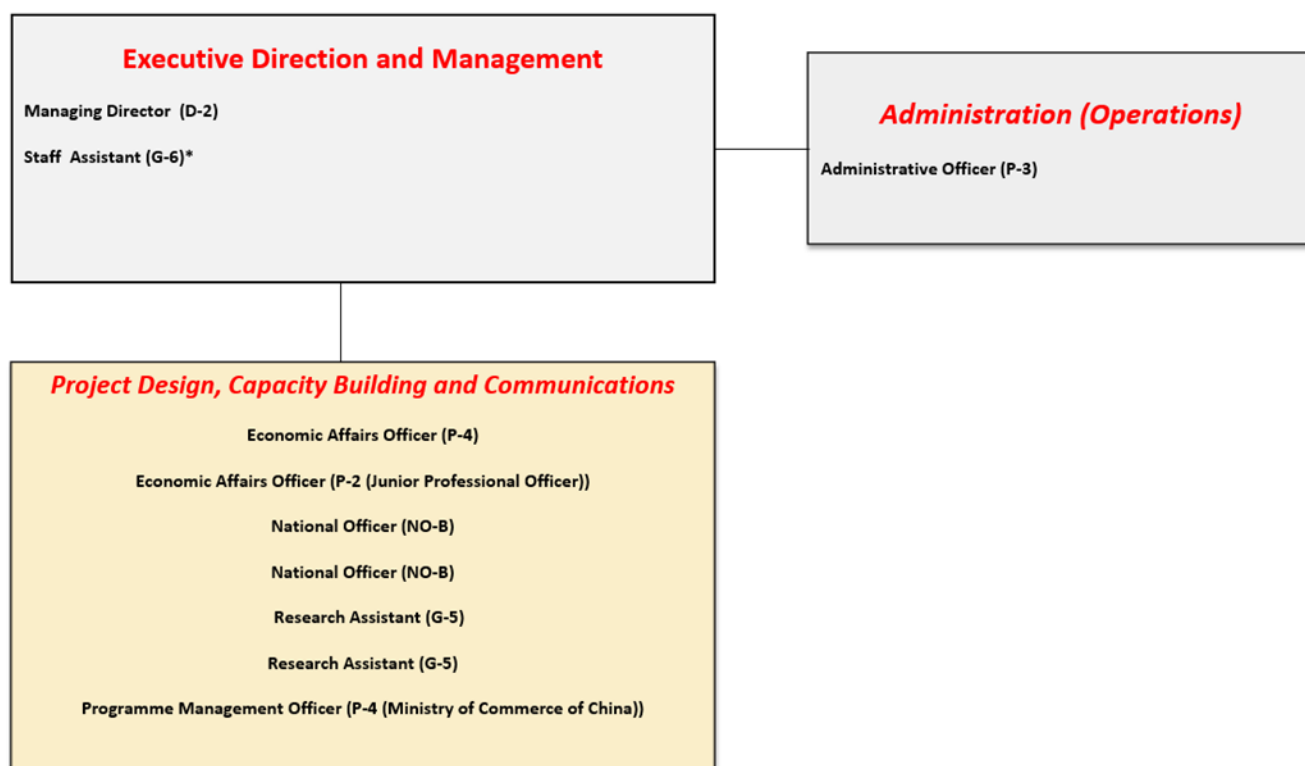 Executive Direction and Management
Managing Director (D-2)
Staff Assistant (G-6)*
Administration (Operations)
Administrative Officer (P-3)
Project Design, Capacity Building and Communications
Economic Affairs Officer (P-4)
Economic Affairs Officer (P-2 (Junior Professional Officer))
National Officer (NO-B)
National Officer (NO-B)
Research Assistant (G-5)
Research Assistant (G-5)
Programme Management Officer (P-4 (Ministry of Commerce of China))